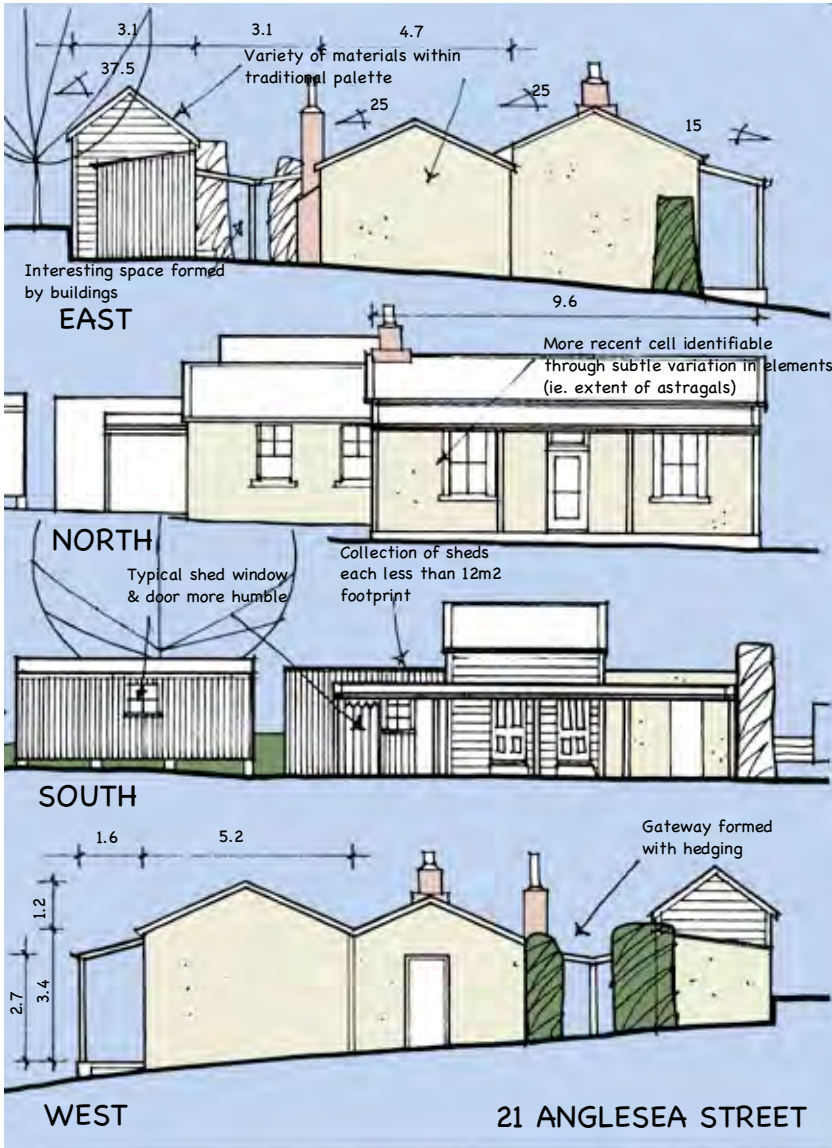 3.1
3.1
4.7
Variety of materials within
traditional palette
37.5
25
25
15
Interesting space formed
by buildings
EAST
9.6
More recent cell identifiable
through subtle variation in elements
(ie. extent of astragals)
NORTH
Collection of sheds
each less than 12m2
footprint
Typical shed window
& door more humble
SOUTH
1.6
5.2
Gateway formed
with hedging
1.2
2.7
3.4
WEST
21 ANGLESEA STREET